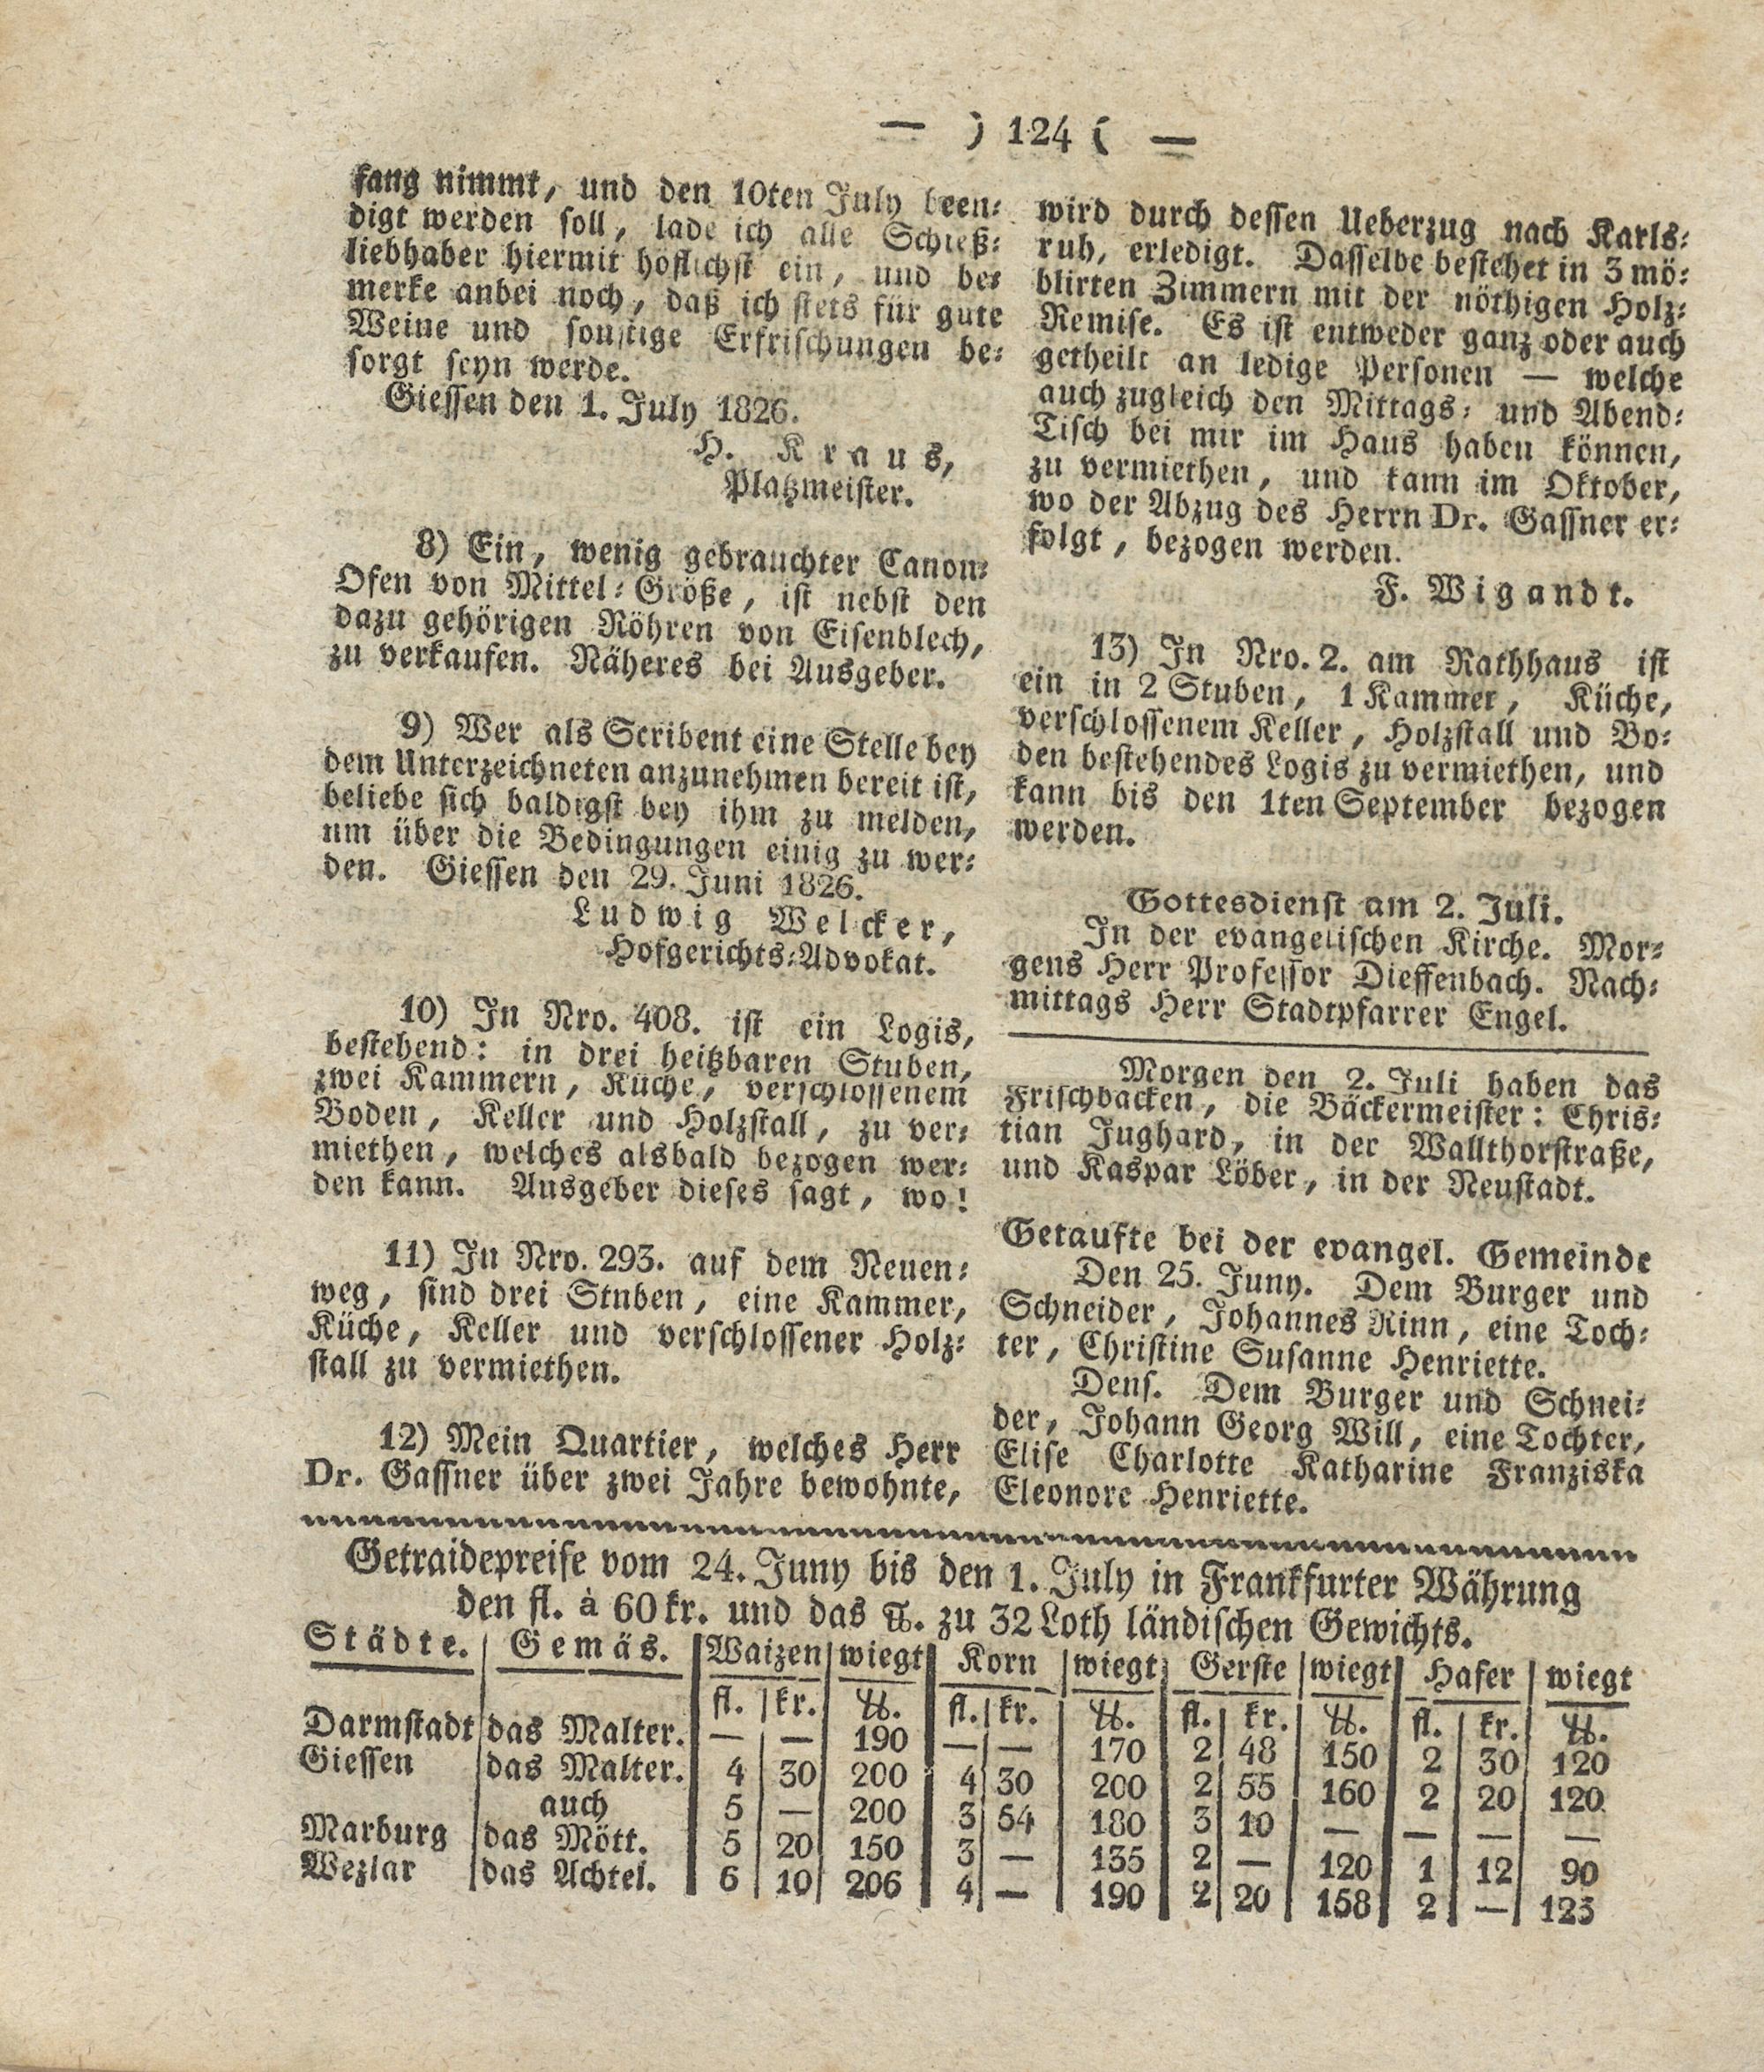 — ) 124 ( —
fang nimmt, und den 10ten July been-
digt werden soll, lade ich alle Schieß-
liebhaber hiermit höflichst ein, und be-
merke anbei noch, daß ich stets für gute
Weine und sonstige Erfrischungen be-
sorgt seyn werde.
Giessen den 1. July 1826.
H. Kraus,
Platzmeister.
8) Ein, wenig gebrauchter Canon-
Ofen von Mittel-Größe, ist nebst den
dazu gehörigen Röhren von Eisenblech,
zu verkaufen. Näheres bei Ausgeber.
9) Wer als Scribent eine Stelle bey
dem Unterzeichneten anzunehmen bereit ist,
beliebe sich baldigst bey ihm zu melden,
um über die Bedingungen einig zu wer-
den. Giessen den 29. Juni 1826.
Ludwig Welcker,
Hofgerichts-Advokat.
10) In Nro. 408. ist ein Logis,
bestehend: in drei heitzbaren Stuben,
zwei Kammern, Küche, verschlossenem
Boden, Keller und Holzstall, zu ver-
miethen, welches alsbald bezogen wer-
den kann. Ausgeber dieses sagt, wo!
11) In Nro. 293. auf dem Neuen-
weg, sind drei Stuben, eine Kammer,
Küche, Keller und verschlossener Holz-
stall zu vermiethen.
12) Mein Quartier, welches Herr
Dr. Gassner über zwei Jahre bewohnte,
wird durch dessen Ueberzug nach Karls-
ruh, erledigt. Dasselbe bestehet in 3 mö-
blirten Zimmern mit der nöthigen Holz-
Remise. Es ist entweder ganz oder auch
getheilt an ledige Personen — welche
auch zugleich den Mittags- und Abend-
Tisch bei mir im Haus haben können,
zu vermiethen, und kann im Oktober,
wo der Abzug des Herrn Dr. Gassner er-
folgt, bezogen werden.
F. Wigandt.
13) In Nro. 2. am Rathhaus ist
ein in 2 Stuben, 1 Kammer, Küche,
verschlossenem Keller, Holzstall und Bo-
den bestehendes Logis zu vermiethen, und
kann bis den 1ten September bezogen
werden.
Gottesdienst am 2. Juli.
In der evangelischen Kirche. Mor-
gens Herr Professor Dieffenbach. Nach-
mittags Herr Stadtpfarrer Engel.
Morgen den 2. Juli haben das
Frischbacken, die Bäckermeister: Chris-
tian Jughard, in der Wallthorstraße,
und Kaspar Löber, in der Neustadt.
Getaufte bei der evangel. Gemeinde
Den 25. Juny. Dem Burger und
Schneider, Johannes Rinn, eine Toch-
ter, Christine Susanne Henriette.
Dens. Dem Burger und Schnei-
der, Johann Georg Will, eine Tochter,
Elise Charlotte Katharine Franziska
Eleonore Henriette.
Getraidepreise vom 24. Juny bis den 1. July in Frankfurter Währung
den fl. à 60 kr. und das ℔. zu 32 Loth ländischen Gewichts.
Städte. Gemäs. Waizen wiegt Korn wiegt Gerste wiegt Hafer wiegt
fl. kr. ℔. fl. kr. ℔. fl. kr. ℔. fl. kr. ℔.
Darmstadt das Malter. — — 190 — — 170 2 48 150 2 30 120
Giessen das Malter. 4 30 200 4 30 200 2 55 160 2 20 120
auch 5 — 200 3 54 180 3 10 — — — —
Marburg das Mött. 5 20 150 3 — 135 2 — 120 1 12 90
Wezlar das Achtel. 6 10 206 4 — 190 2 20 158 2 — 123